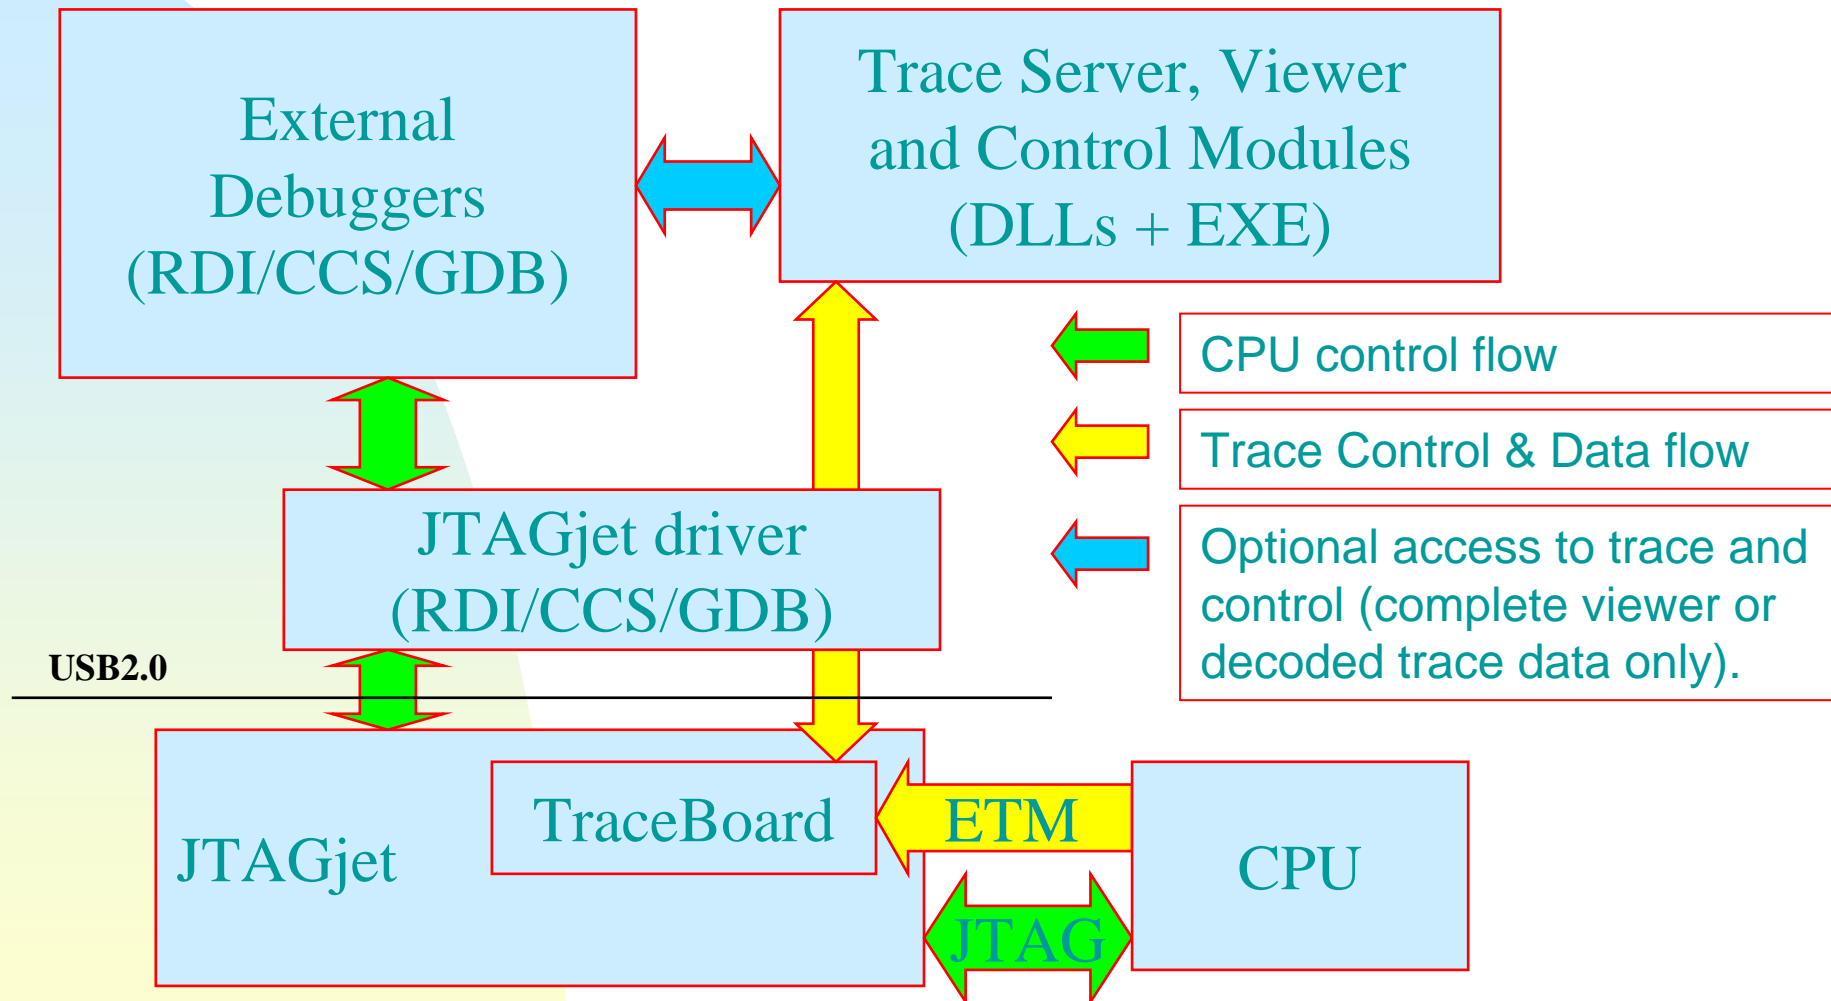 External
Debuggers
(RDI/CCS/GDB)
Trace Server, Viewer
and Control Modules
(DLLs + EXE)
CPU control flow
Trace Control & Data flow
Optional access to trace and
control (complete viewer or
decoded trace data only).
JTAGjet driver
(RDI/CCS/GDB)
USB2.0
JTAGjet
TraceBoard
ETM
JTAG
CPU